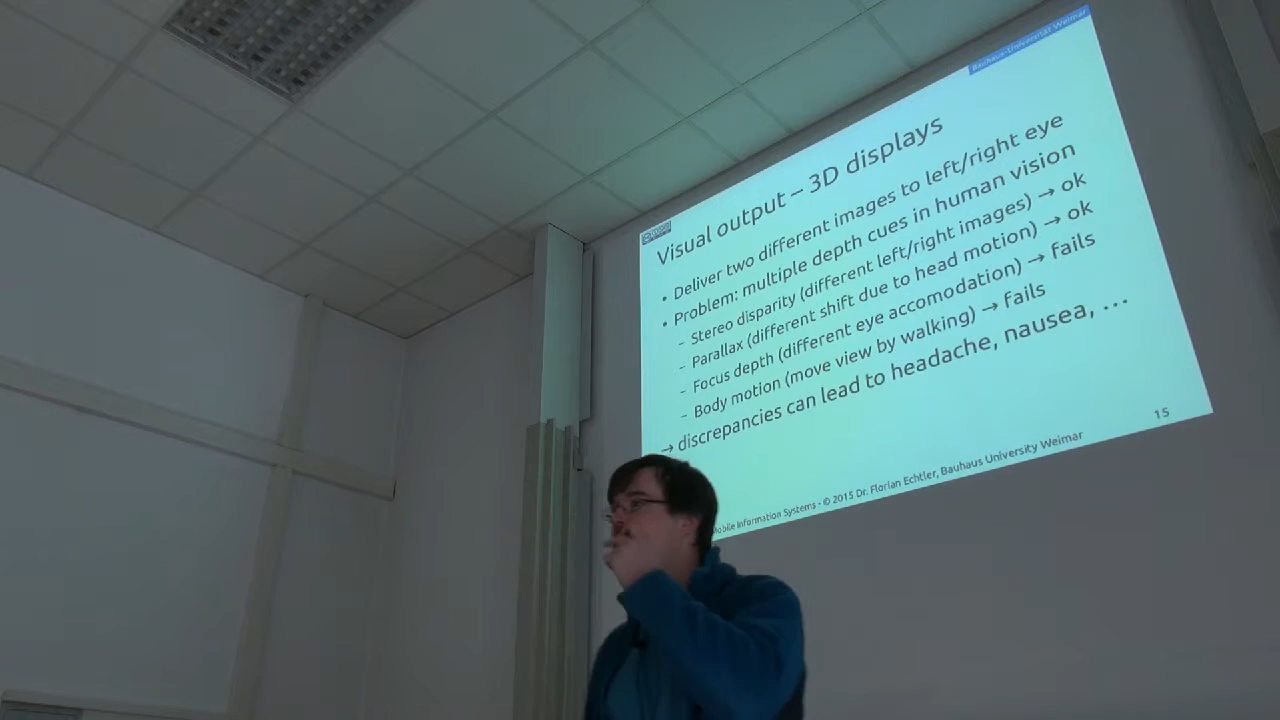 Bauhaus-Universität Weimar
Visual output – 3D displays
• Deliver two different images to left/right eye
• Problem: multiple depth cues in human vision
– Stereo disparity (different left/right images) → ok
– Parallax (different shift due to head motion) → ok
– Focus depth (different eye accomodation) → fails
– Body motion (move view by walking) → fails
→ discrepancies can lead to headache, nausea, …
15
Mobile Information Systems - © 2015 Dr. Florian Echtler, Bauhaus University Weimar